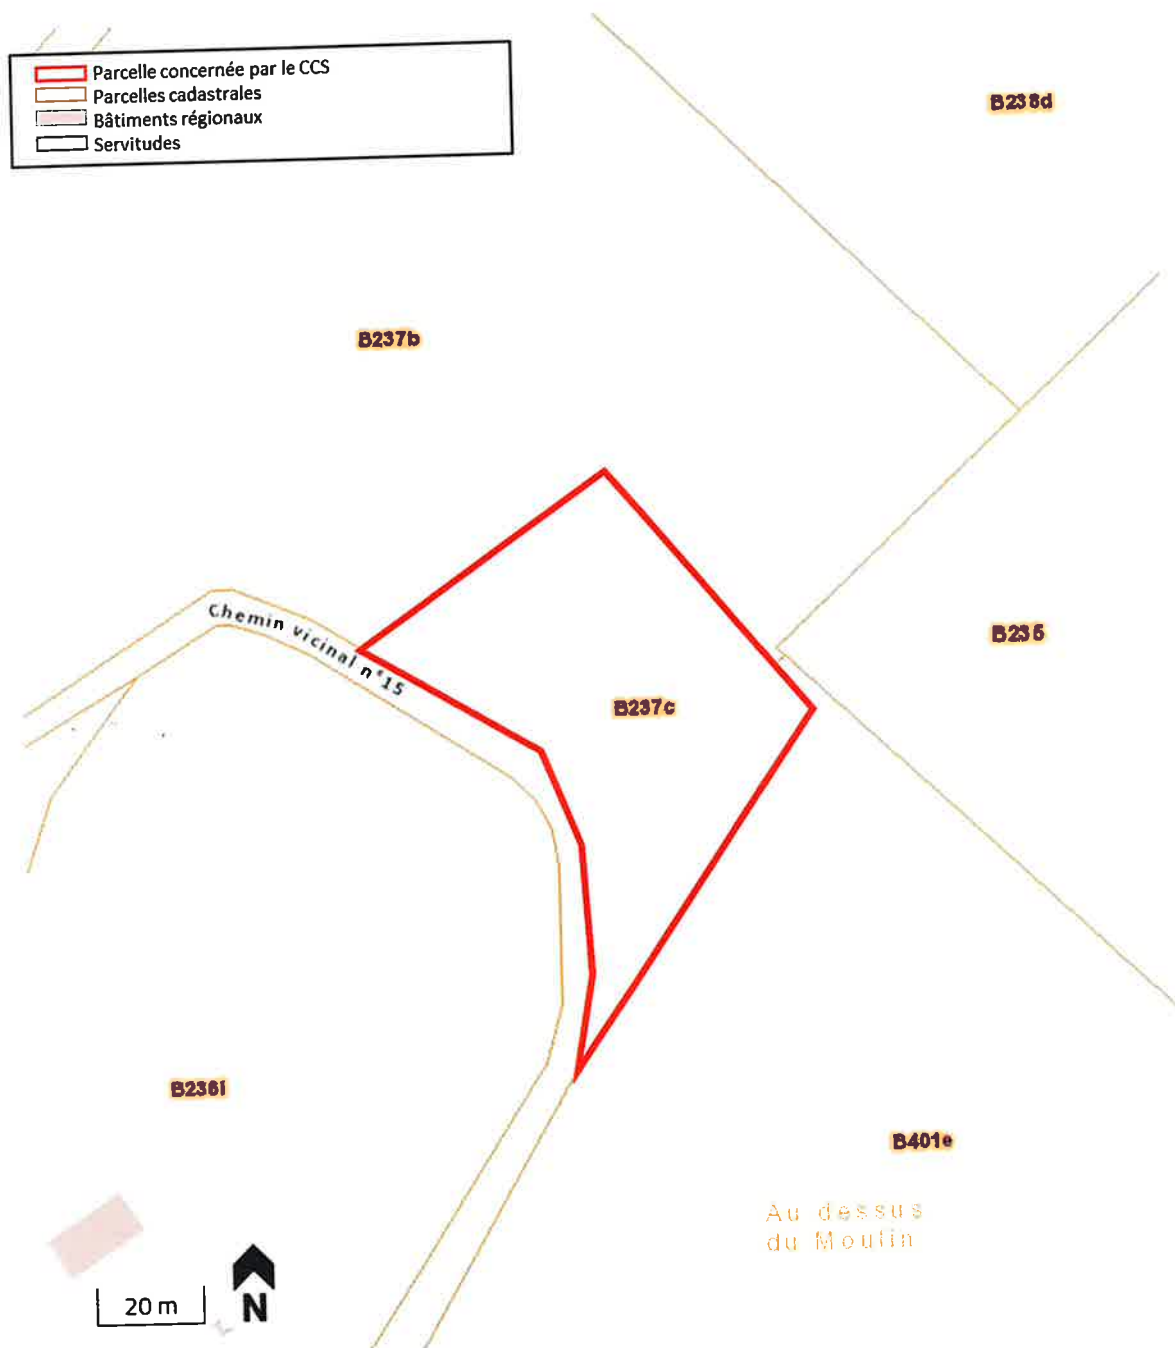 Parcelle concernée par le CCS
Parcelles cadastrales
Bâtiments régionaux
Servitudes
B238d
B237b
Chemin vicinal n°15
B235
B237c
B401e
Au dessus
du Moulin
20 m
N